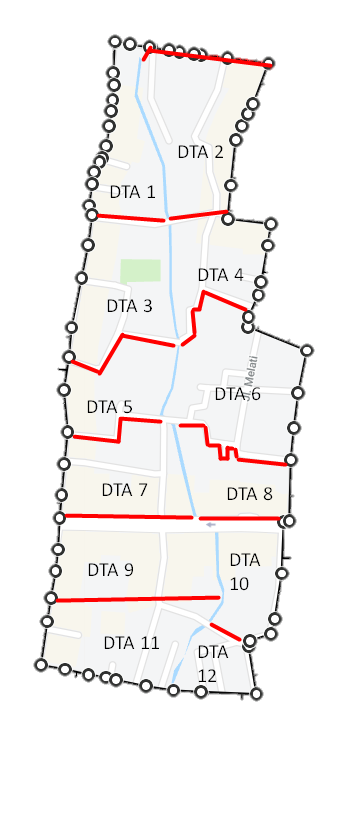 DTA 2
DTA 1
DTA 4
DTA 3
DTA 6
Jl. Melati
DTA 5
DTA 7
DTA 8
DTA 9
DTA
10
DTA 11
DTA
12